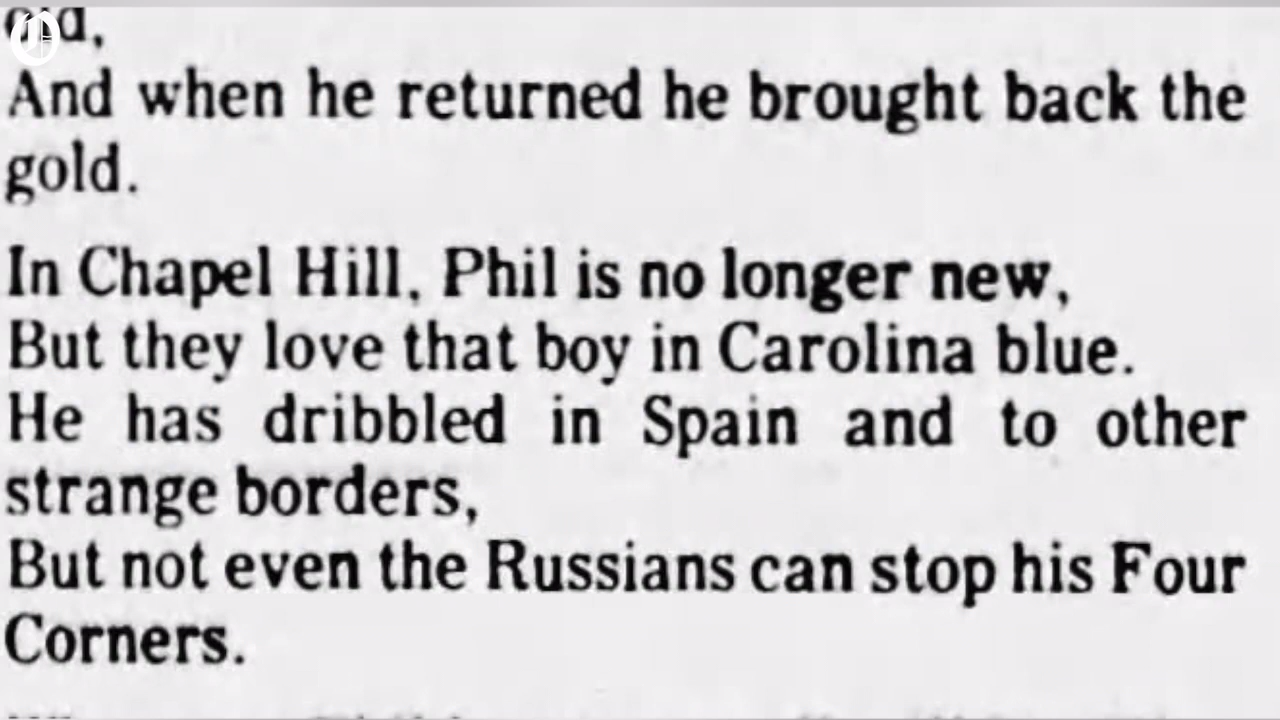 And when he returned he brought back the
gold.
In Chapel Hill, Phil is no longer new,
But they love that boy in Carolina blue.
He has dribbled in Spain and to other
strange borders,
But not even the Russians can stop his Four
Corners.